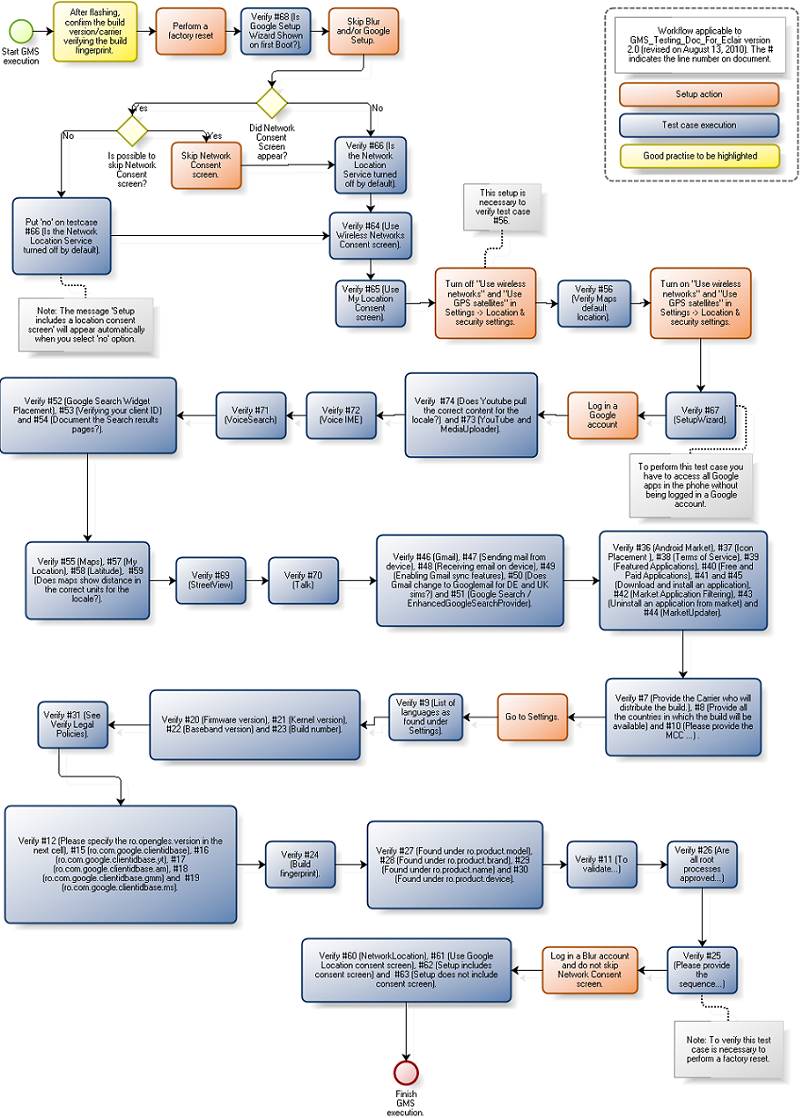 After flashing,
confirm the build
version/carrier
verifying the build
fingerprint.
Perform a
factory reset
Verify #68 (Is
Google Setup
Wizard Shown
on first Boot?).
Skip Blur
and/or Google
Setup.
Start GMS
execution
Workflow applicable to
GMS_Testing_Doc_For_Eclair version
2.0 (revised on August 13, 2010). The #
indicates the line number on document.
Setup action
Test case execution
Good practise to be highlighted
Yes
No
Did Network
Consent
Screen
appear?
No
Yes
Is possible to
skip Network
Consent
screen?
Skip Network
Consent
screen.
Verify #66 (Is
the Network
Location
Service turned
off by default).
Put 'no' on testcase
#66 (Is the Network
Location Service
turned off by default).
Verify #64 (Use
Wireless Networks
Consent screen).
This setup is
necessary to
verify test case
#56.
Note: The message 'Setup
includes a location consent
screen' will appear automatically
when you select 'no' option.
Verify #65 (Use
My Location
Consent
screen).
Turn off "Use wireless
networks" and "Use
GPS satellites" in
Settings -> Location &
security settings.
Verify #56
(Verify Maps
default
location).
Turn on "Use wireless
networks" and "Use
GPS satellites" in
Settings -> Location &
security settings.
Verify #52 (Google Search Widget
Placement), #53 (Verifying your client ID)
and #54 (Document the Search results
pages?).
Verify #71
(VoiceSearch)
Veirfy #72
(Voice IME)
Verify #74 (Does Youtube pull
the correct content for the
locale?) and #73 (YouTube and
MediaUploader).
Log in a
Google
account
Verify #67
(SetupWizard).
To perform this test case you
have to access all Google
apps in the phohe without
being logged in a Google
account.
Verify #55 (Maps), #57 (My
Location), #58 (Latitude), #59
(Does maps show distance in
the correct units for the
locale?).
Verify #69
(StreetView)
Verify #70
(Talk)
Veirfy #46 (Gmail), #47 (Sending mail from
device), #48 (Receiving email on device), #49
(Enabling Gmail sync features), #50 (Does
Gmail change to Googlemail for DE and UK
sims?) and #51 (Google Search /
EnhancedGoogleSearchProvider).
Verify #36 (Android Market), #37 (Icon
Placement ), #38 (Terms of Service), #39
(Featured Applications), #40 (Free and
Paid Applications), #41 and #45
(Download and install an application),
#42 (Market Application Filtering), #43
(Uninstall an application from market) and
#44 (MarketUpdater).
Verify #31 (See
Verify Legal
Policies).
Verify #20 (Firmware version), #21 (Kernel version),
#22 (Baseband version) and #23 (Build number).
Verify #9 (List of
languages as
found under
Settings).
Go to Settings.
Verify #7 (Provide the Carrier who will
distribute the build.), #8 (Provide all
the countries in which the build will be
available) and #10 (Please provide the
MCC ...) .
Verify #12 (Please specify the ro.opengles.version in the
next cell), #15 (ro.com.google.clientidbase), #16
(ro.com.google.clientidbase.yt), #17
(ro.com.google.clientidbase.am), #18
(ro.com.google.clientidbase.gmm) and #19
(ro.com.google.clientidbase.ms).
Verify #24
(Build
fingerprint).
Verify #27 (Found under ro.product.model),
#28 (Found under ro.product.brand), #29
(Found under ro.product.name) and #30
(Found under ro.product.device).
Verify #11 (To
validate...)
Verify #26 (Are
all root
processes
approved...)
Verify #60 (NetworkLocation), #61 (Use Google
Location consent screen), #62 (Setup includes
consent screen) and #63 (Setup does not include
consent screen).
Log in a Blur account
and do not skip
Network Consent
screen.
Verify #25
(Please provide
the
sequence...)
Note: To verify this test
case is necessary to
perform a factory reset.
Finish
GMS
execution.